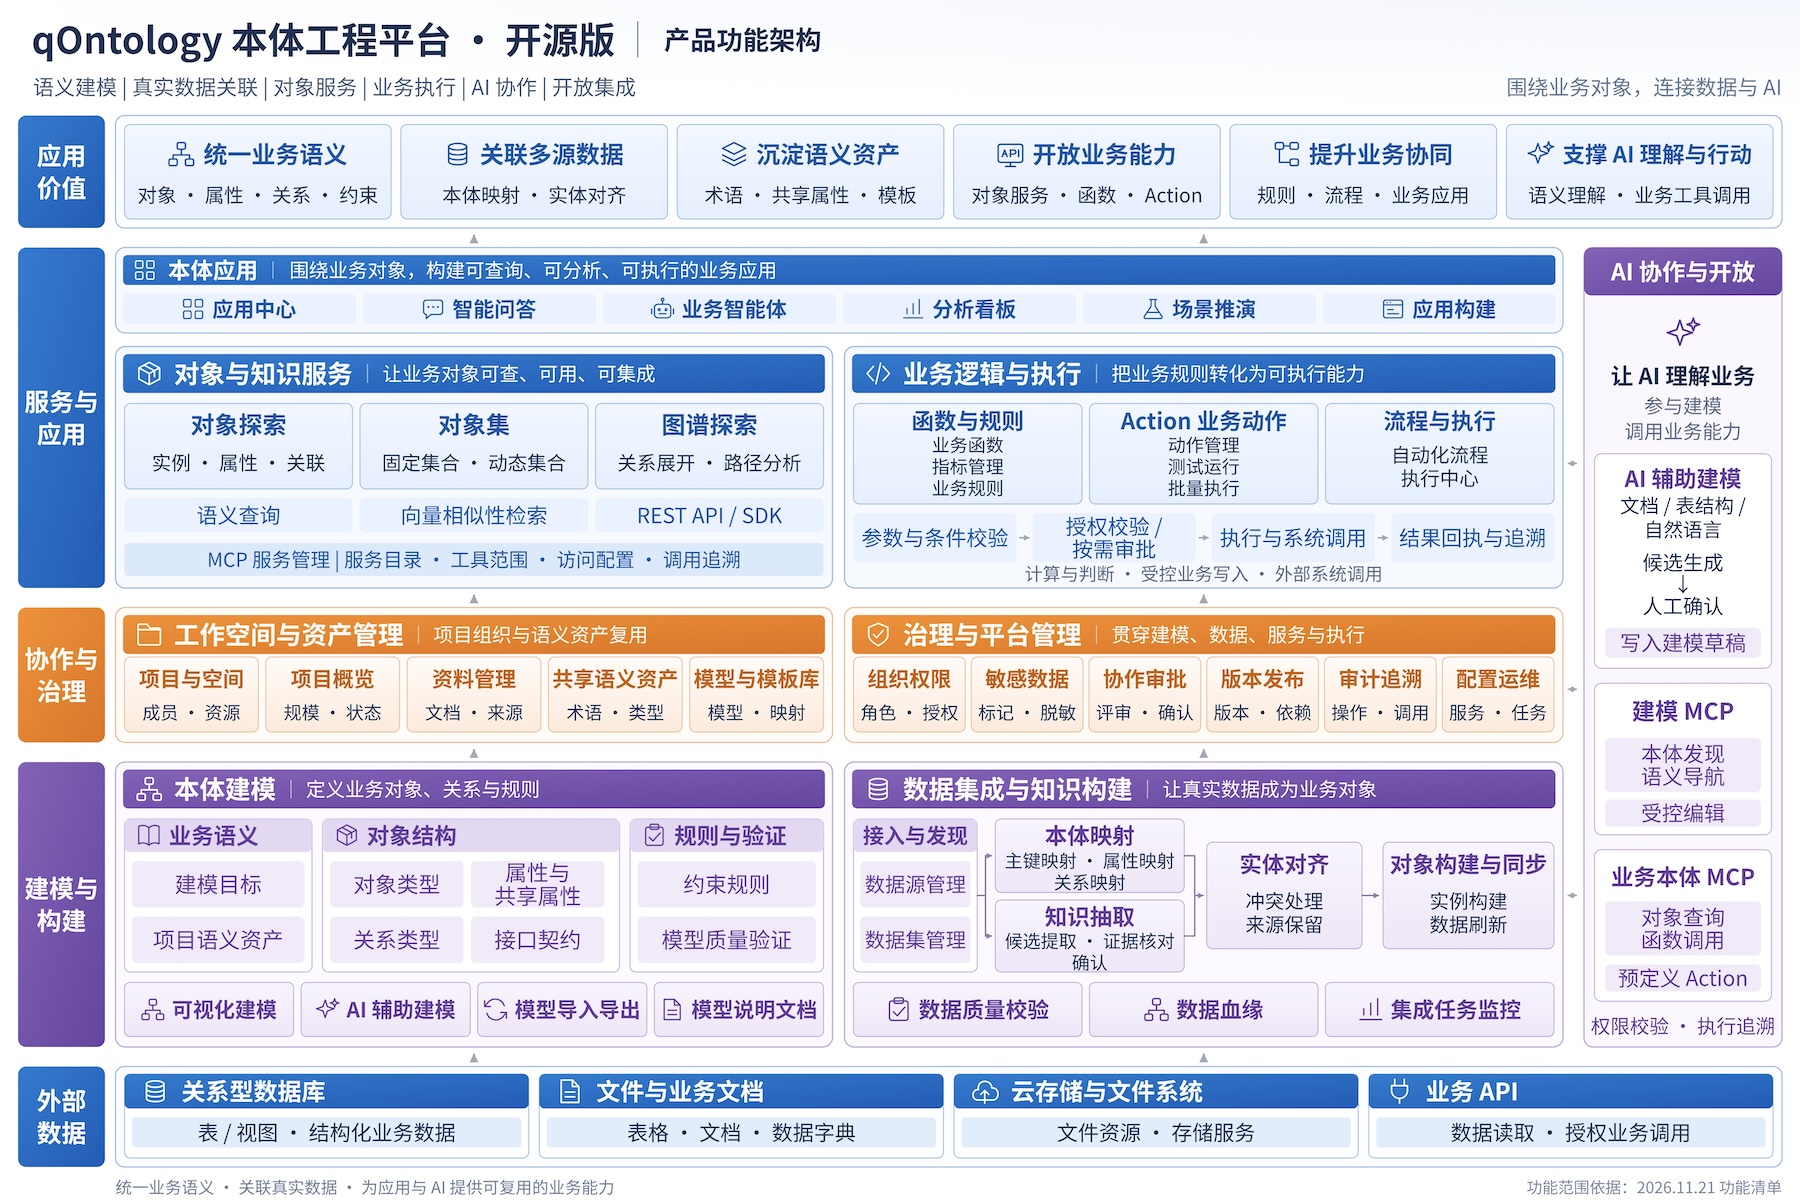 qOntology 本体工程平台 · 开源版 | 产品功能架构
语义建模 | 真实数据关联 | 对象服务 | 业务执行 | AI 协作 | 开放集成
围绕业务对象，连接数据与 AI
应用
价值
统一业务语义
对象 · 属性 · 关系 · 约束
关联多源数据
本体映射 · 实体对齐
沉淀语义资产
术语 · 共享属性 · 模板
API
开放业务能力
对象服务 · 函数 · Action
提升业务协同
规则 · 流程 · 业务应用
支撑 AI 理解与行动
语义理解 · 业务工具调用
服务与
应用
本体应用 | 围绕业务对象，构建可查询、可分析、可执行的业务应用
应用中心
智能问答
业务智能体
分析看板
场景推演
应用构建
对象与知识服务 | 让业务对象可查、可用、可集成
对象探索
实例 · 属性 · 关联
对象集
固定集合 · 动态集合
图谱探索
关系展开 · 路径分析
语义查询
向量相似性检索
REST API / SDK
MCP 服务管理 | 服务目录 · 工具范围 · 访问配置 · 调用追溯
业务逻辑与执行 | 把业务规则转化为可执行能力
函数与规则
业务函数
指标管理
业务规则
Action 业务动作
动作管理
测试运行
批量执行
流程与执行
自动化流程
执行中心
参数与条件校验
授权校验 /
按需审批
执行与系统调用
结果回执与追溯
计算与判断 · 受控业务写入 · 外部系统调用
协作与
治理
工作空间与资产管理 | 项目组织与语义资产复用
项目与空间
成员 · 资源
项目概览
规模 · 状态
资料管理
文档 · 来源
共享语义资产
术语 · 类型
模型与模板库
模型 · 映射
治理与平台管理 | 贯穿建模、数据、服务与执行
组织权限
角色 · 授权
敏感数据
标记 · 脱敏
协作审批
评审 · 确认
版本发布
版本 · 依赖
审计追溯
操作 · 调用
配置运维
服务 · 任务
建模与
构建
本体建模 | 定义业务对象、关系与规则
业务语义
建模目标
项目语义资产
对象结构
对象类型
属性与
共享属性
关系类型
接口契约
规则与验证
约束规则
模型质量验证
可视化建模
AI 辅助建模
模型导入导出
模型说明文档
数据集成与知识构建 | 让真实数据成为业务对象
接入与发现
数据源管理
数据集管理
本体映射
主键映射 · 属性映射
关系映射
知识抽取
候选提取 · 证据核对
确认
实体对齐
冲突处理
来源保留
对象构建与同步
实例构建
数据刷新
数据质量校验
数据血缘
集成任务监控
AI 协作与开放
让 AI 理解业务
参与建模
调用业务能力
AI 辅助建模
文档 / 表结构 /
自然语言
候选生成
↓
人工确认
写入建模草稿
建模 MCP
本体发现
语义导航
受控编辑
业务本体 MCP
对象查询
函数调用
预定义 Action
权限校验 · 执行追溯
外部
数据
关系型数据库
表 / 视图 · 结构化业务数据
文件与业务文档
表格 · 文档 · 数据字典
云存储与文件系统
文件资源 · 存储服务
业务 API
数据读取 · 授权业务调用
统一业务语义 · 关联真实数据 · 为应用与 AI 提供可复用的业务能力
功能范围依据：2026.11.21 功能清单